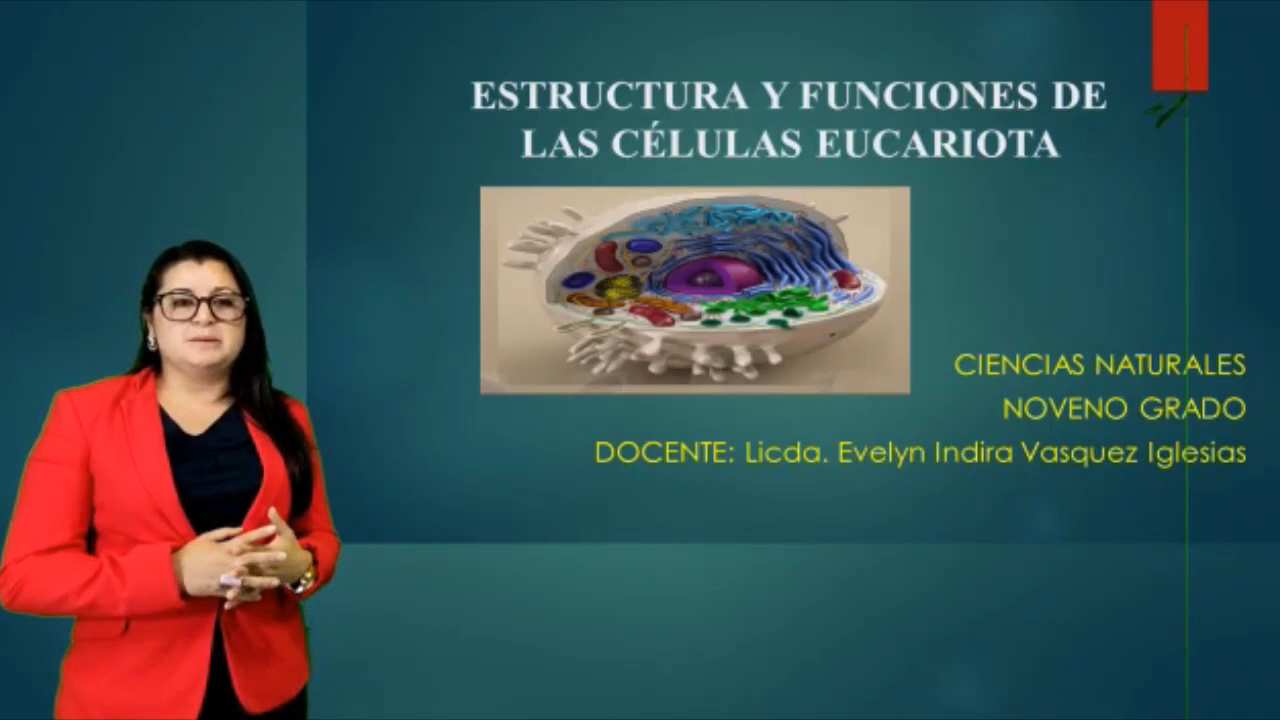 ESTRUCTURA Y FUNCIONES DE
LAS CÉLULAS EUCARIOTA
CIENCIAS NATURALES
NOVENO GRADO
DOCENTE: Licda. Evelyn Indira Vasquez Iglesias